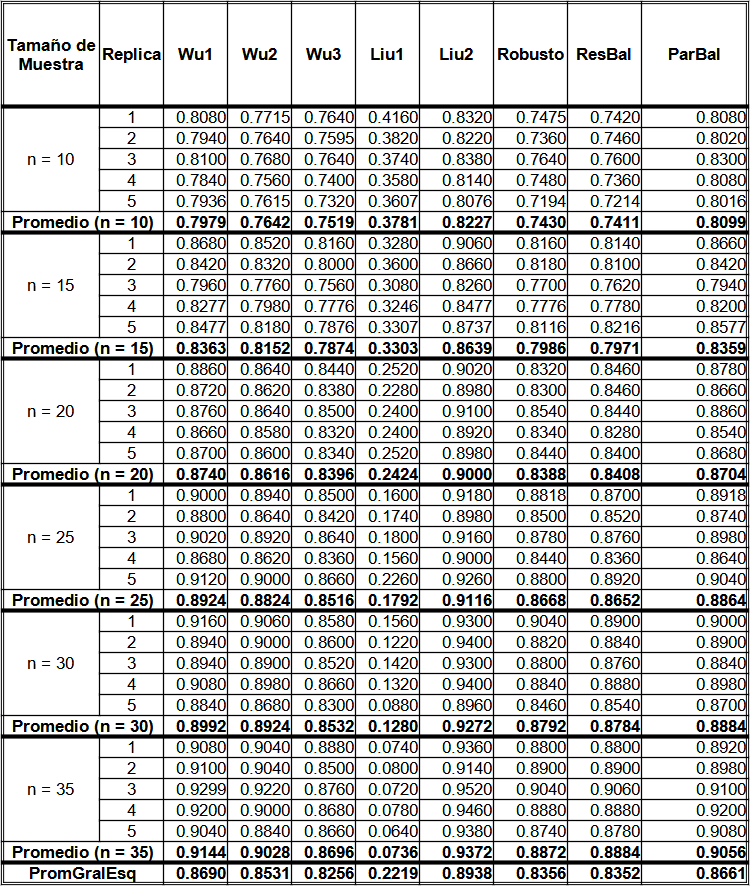 Tamaño de Muestra Replica Wu1 Wu2 Wu3 Liu1 Liu2 Robusto ResBal ParBal
n = 10
1 0.8080 0.7715 0.7640 0.4160 0.8320 0.7475 0.7420 0.8080
2 0.7940 0.7640 0.7595 0.3820 0.8220 0.7360 0.7460 0.8020
3 0.8100 0.7680 0.7640 0.3740 0.8380 0.7640 0.7600 0.8300
4 0.7840 0.7560 0.7400 0.3580 0.8140 0.7480 0.7360 0.8080
5 0.7936 0.7615 0.7320 0.3607 0.8076 0.7194 0.7214 0.8016
Promedio (n = 10) 0.7979 0.7642 0.7519 0.3781 0.8227 0.7430 0.7411 0.8099
n = 15
1 0.8680 0.8520 0.8160 0.3280 0.9060 0.8160 0.8140 0.8660
2 0.8420 0.8320 0.8000 0.3600 0.8660 0.8180 0.8100 0.8420
3 0.7960 0.7760 0.7560 0.3080 0.8260 0.7700 0.7620 0.7940
4 0.8277 0.7980 0.7776 0.3246 0.8477 0.7776 0.7780 0.8200
5 0.8477 0.8180 0.7876 0.3307 0.8737 0.8116 0.8216 0.8577
Promedio (n = 15) 0.8363 0.8152 0.7874 0.3303 0.8639 0.7986 0.7971 0.8359
n = 20
1 0.8860 0.8640 0.8440 0.2520 0.9020 0.8320 0.8460 0.8780
2 0.8720 0.8620 0.8380 0.2280 0.8980 0.8300 0.8460 0.8660
3 0.8760 0.8640 0.8500 0.2400 0.9100 0.8540 0.8440 0.8860
4 0.8660 0.8580 0.8320 0.2400 0.8920 0.8340 0.8280 0.8540
5 0.8700 0.8600 0.8340 0.2520 0.8980 0.8440 0.8400 0.8680
Promedio (n = 20) 0.8740 0.8616 0.8396 0.2424 0.9000 0.8388 0.8408 0.8704
n = 25
1 0.9000 0.8940 0.8500 0.1600 0.9180 0.8818 0.8700 0.8918
2 0.8800 0.8640 0.8420 0.1740 0.8980 0.8500 0.8520 0.8740
3 0.9020 0.8920 0.8640 0.1800 0.9160 0.8780 0.8760 0.8980
4 0.8680 0.8620 0.8360 0.1560 0.9000 0.8440 0.8360 0.8640
5 0.9120 0.9000 0.8660 0.2260 0.9260 0.8800 0.8920 0.9040
Promedio (n = 25) 0.8924 0.8824 0.8516 0.1792 0.9116 0.8668 0.8652 0.8864
n = 30
1 0.9160 0.9060 0.8580 0.1560 0.9300 0.9040 0.8900 0.9000
2 0.8940 0.9000 0.8600 0.1220 0.9400 0.8820 0.8840 0.8900
3 0.8940 0.8900 0.8520 0.1420 0.9300 0.8800 0.8760 0.8840
4 0.9080 0.8980 0.8660 0.1320 0.9400 0.8840 0.8880 0.8980
5 0.8840 0.8680 0.8300 0.0880 0.8960 0.8460 0.8540 0.8700
Promedio (n = 30) 0.8992 0.8924 0.8532 0.1280 0.9272 0.8792 0.8784 0.8884
n = 35
1 0.9080 0.9040 0.8880 0.0740 0.9360 0.8800 0.8800 0.8920
2 0.9100 0.9040 0.8500 0.0800 0.9140 0.8900 0.8900 0.8980
3 0.9299 0.9220 0.8760 0.0720 0.9520 0.9040 0.9060 0.9100
4 0.9200 0.9000 0.8680 0.0780 0.9460 0.8880 0.8880 0.9200
5 0.9040 0.8840 0.8660 0.0640 0.9380 0.8740 0.8780 0.9080
Promedio (n = 35) 0.9144 0.9028 0.8696 0.0736 0.9372 0.8872 0.8884 0.9056
PromGralEsq 0.8690 0.8531 0.8256 0.2219 0.8938 0.8356 0.8352 0.8661